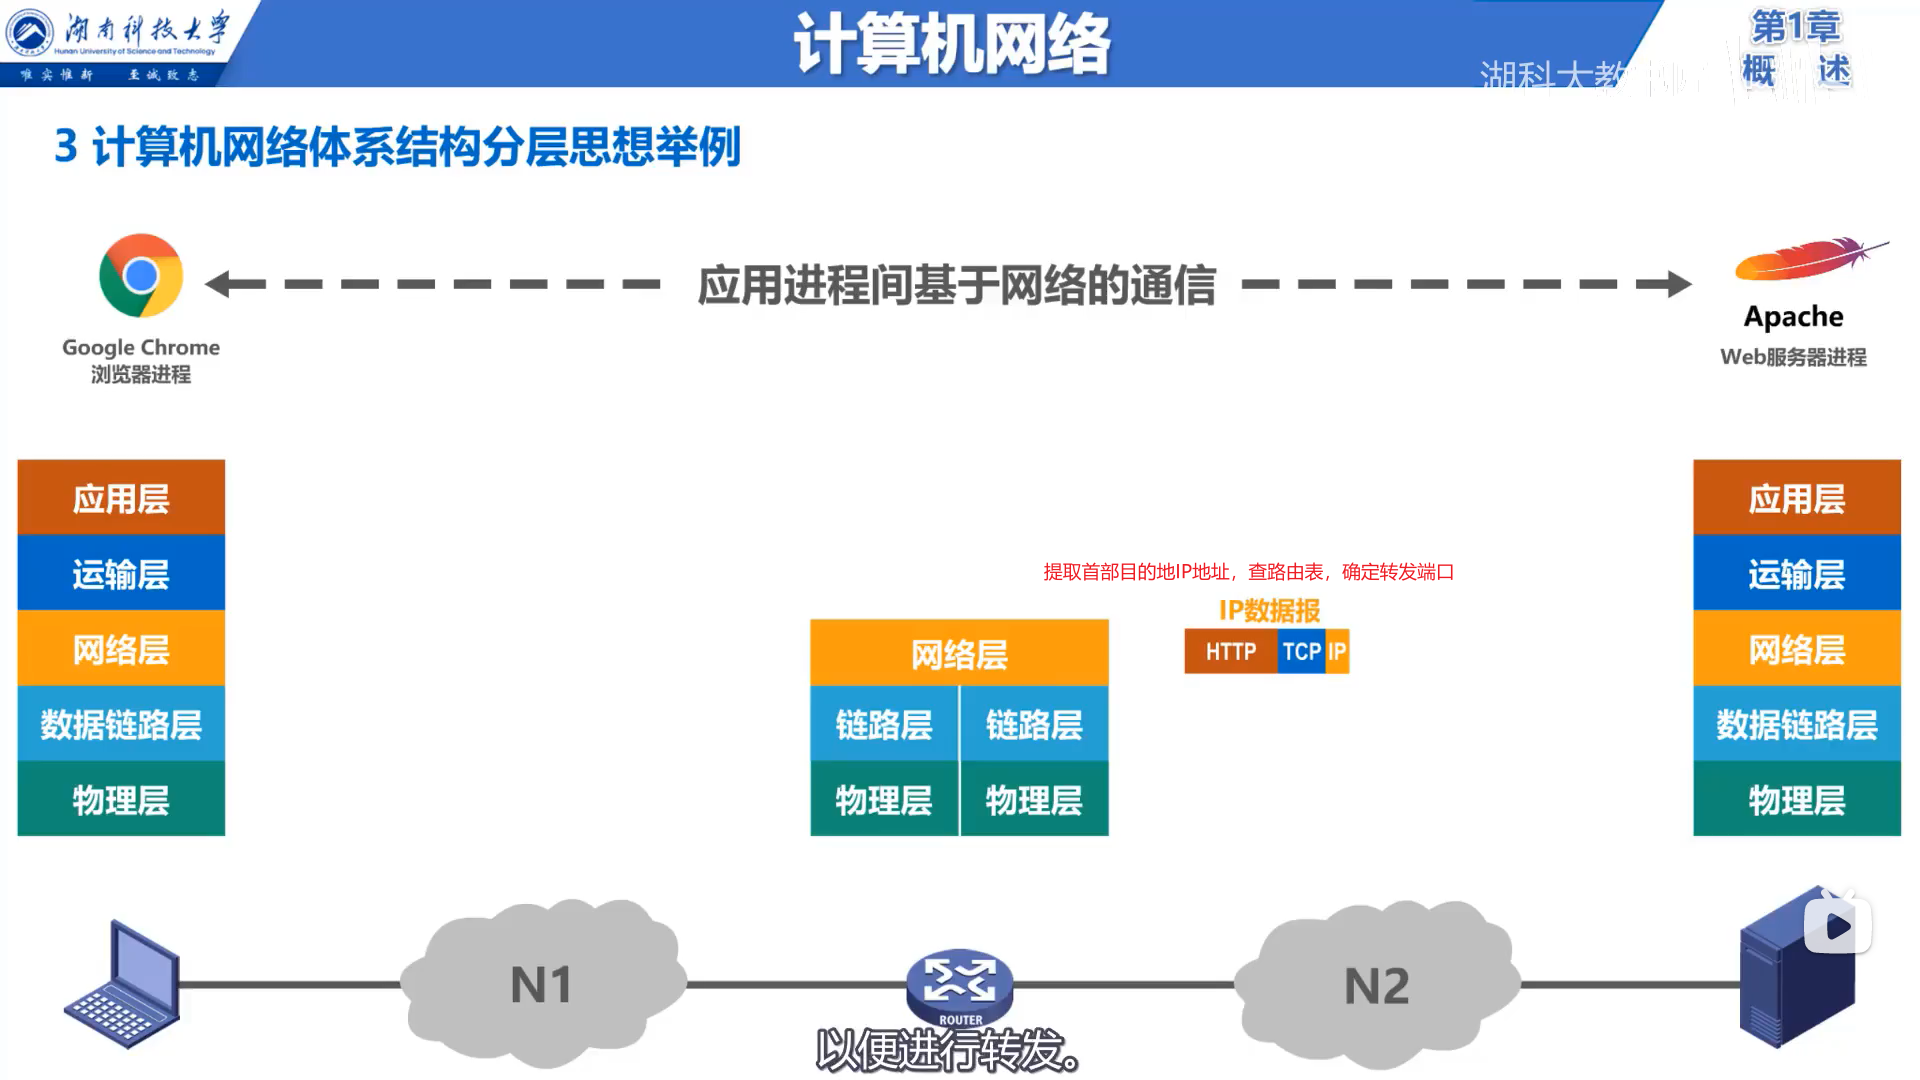 湖南科技大学
Hunan University of Science and Technology
唯实惟新 至诚致志
计算机网络
第1章
概 述
湖科大教书匠
3 计算机网络体系结构分层思想举例
应用进程间基于网络的通信
Google Chrome
浏览器进程
Apache
Web服务器进程
应用层
运输层
网络层
数据链路层
物理层
提取首部目的地IP地址，查路由表，确定转发端口
IP数据报
HTTP TCP IP
网络层
链路层 链路层
物理层 物理层
应用层
运输层
网络层
数据链路层
物理层
N1
ROUTER
N2
以便进行转发。